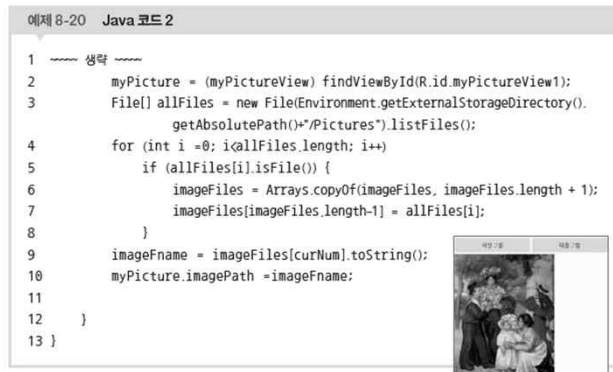 예제 8-20 Java 코드 2
1 ~~~~ 생략 ~~~~
2 myPicture = (myPictureView) findViewById(R.id.myPictureView1);
3 File[] allFiles = new File(Environment.getExternalStorageDirectory().
getAbsolutePath()+"/Pictures").listFiles();
4 for (int i =0; i<allFiles.length; i++)
5 if (allFiles[i].isFile()) {
6 imageFiles = Arrays.copyOf(imageFiles, imageFiles.length + 1);
7 imageFiles[imageFiles.length-1] = allFiles[i];
8 }
9 imageFname = imageFiles[curNum].toString();
10 myPicture.imagePath =imageFname;
11
12 }
13 }